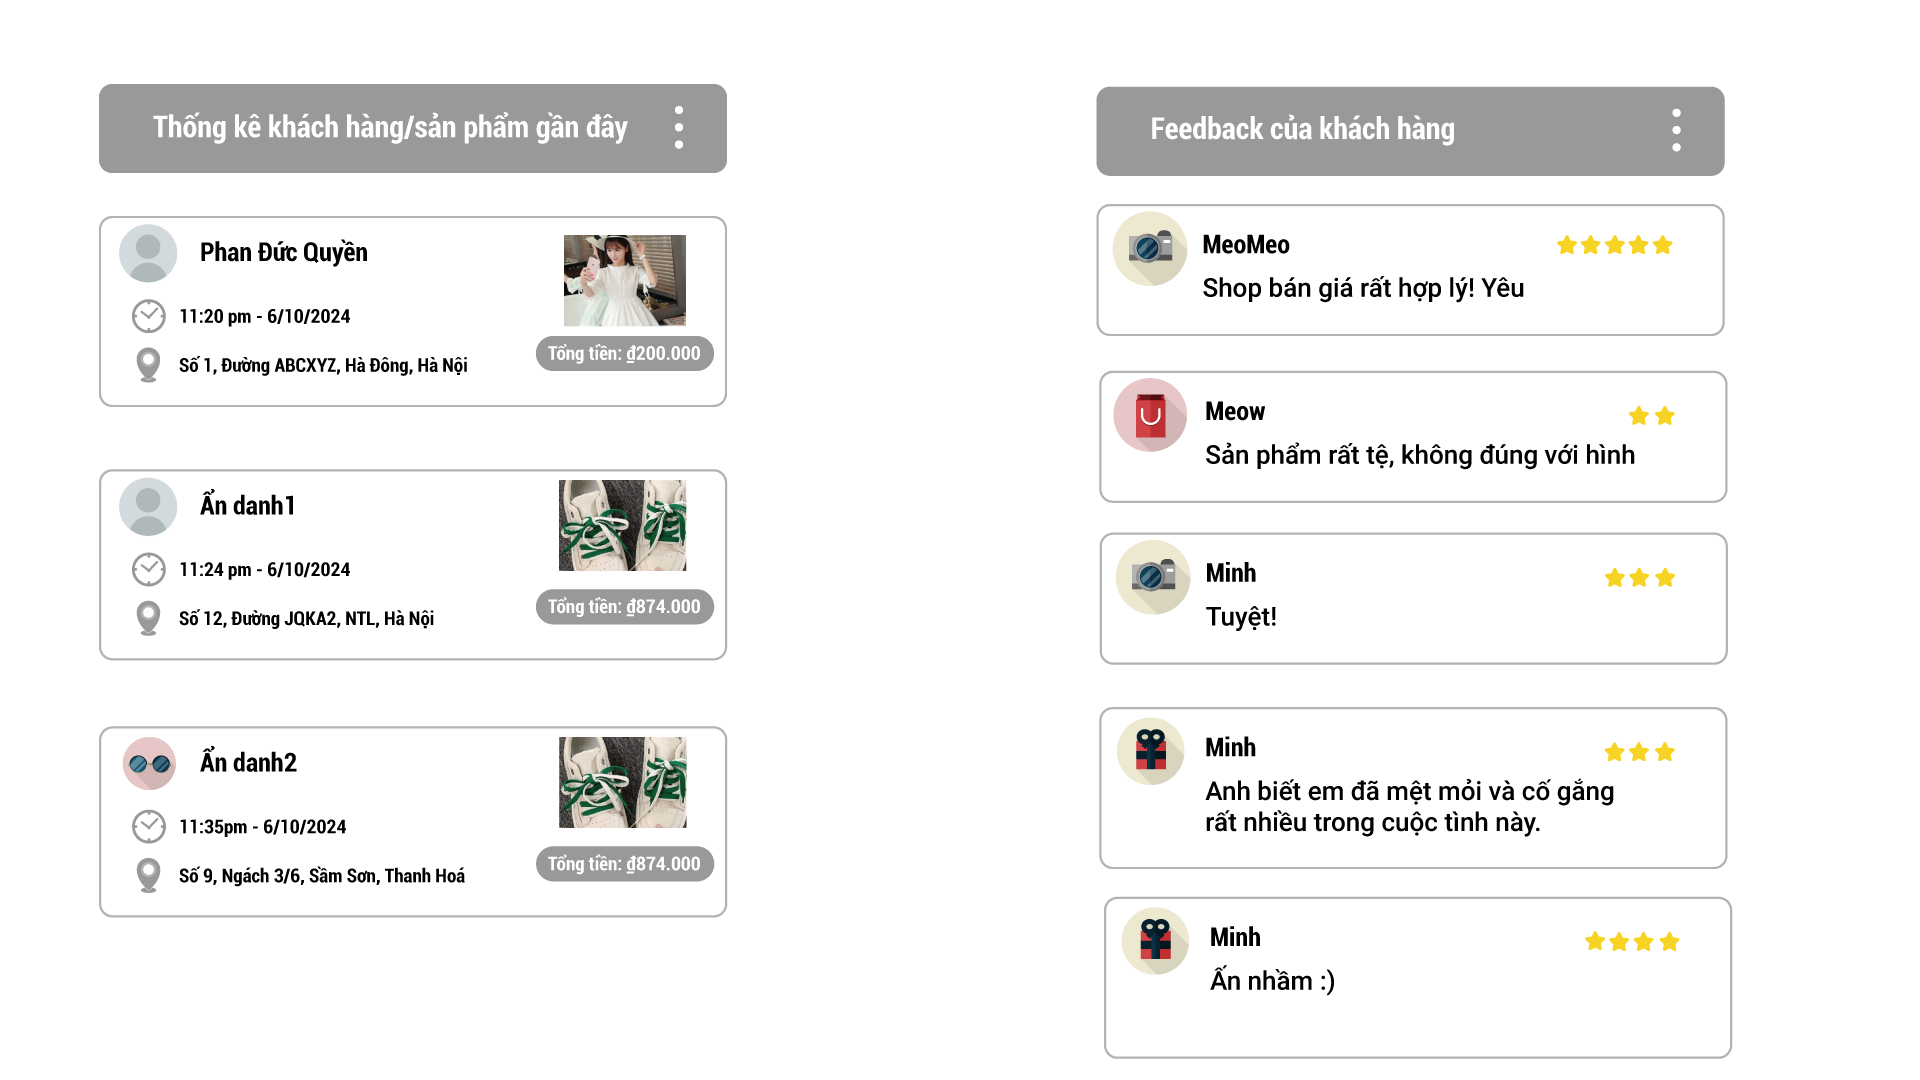 Thống kê khách hàng/sản phẩm gần đây
Phan Đức Quyền
11:20 pm - 6/10/2024
Số 1, Đường ABCXYZ, Hà Đông, Hà Nội
Tổng tiền: ₫200.000
Ẩn danh1
11:24 pm - 6/10/2024
Số 12, Đường JQKA2, NTL, Hà Nội
Tổng tiền: ₫874.000
Ẩn danh2
11:35pm - 6/10/2024
Số 9, Ngách 3/6, Sầm Sơn, Thanh Hoá
Tổng tiền: ₫874.000
Feedback của khách hàng
MeoMeo
Shop bán giá rất hợp lý! Yêu
Meow
Sản phẩm rất tệ, không đúng với hình
Minh
Tuyệt!
Minh
Anh biết em đã mệt mỏi và cố gắng
rất nhiều trong cuộc tình này.
Minh
Ấn nhầm :)